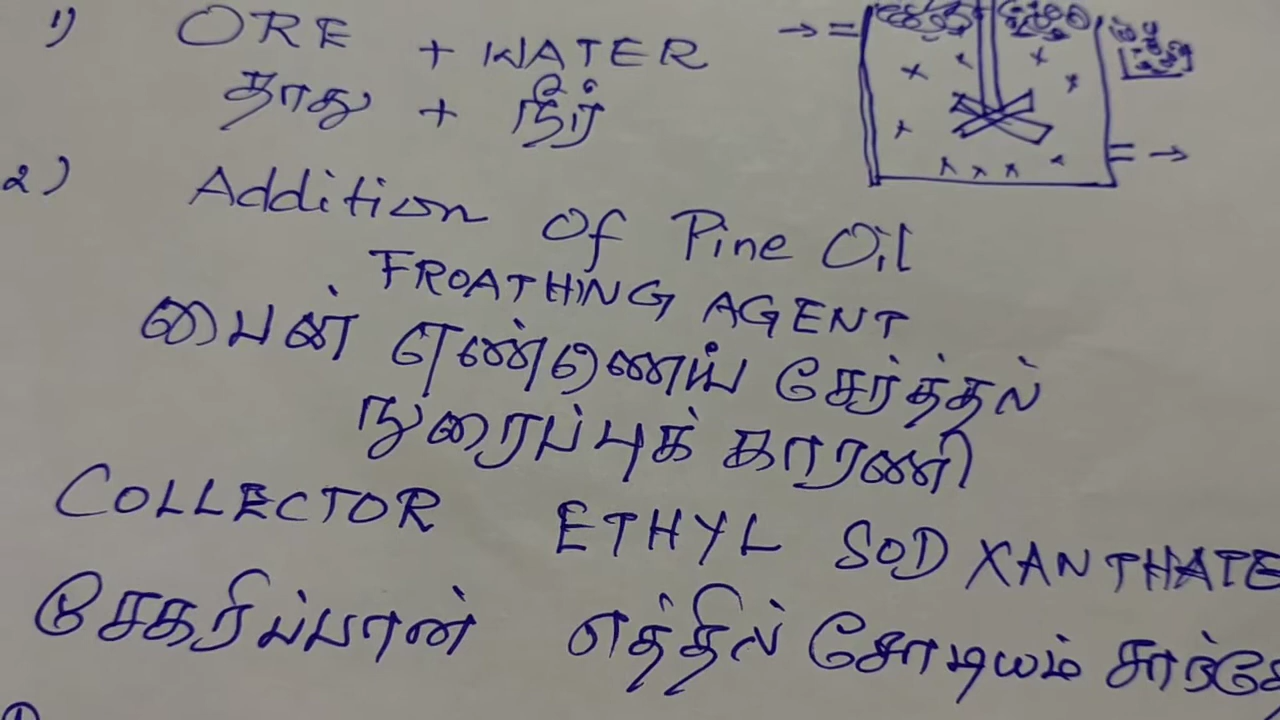 1) ORE + WATER
தாது + நீர்
2) Addition of Pine Oil
FROATHING AGENT
பைன் எண்ணெய் சேர்த்தல்
நுரைப்புக் காரணி
COLLECTOR ETHYL SOD XANTHATE
சேகரிப்பான் எத்தில் சோடியம்